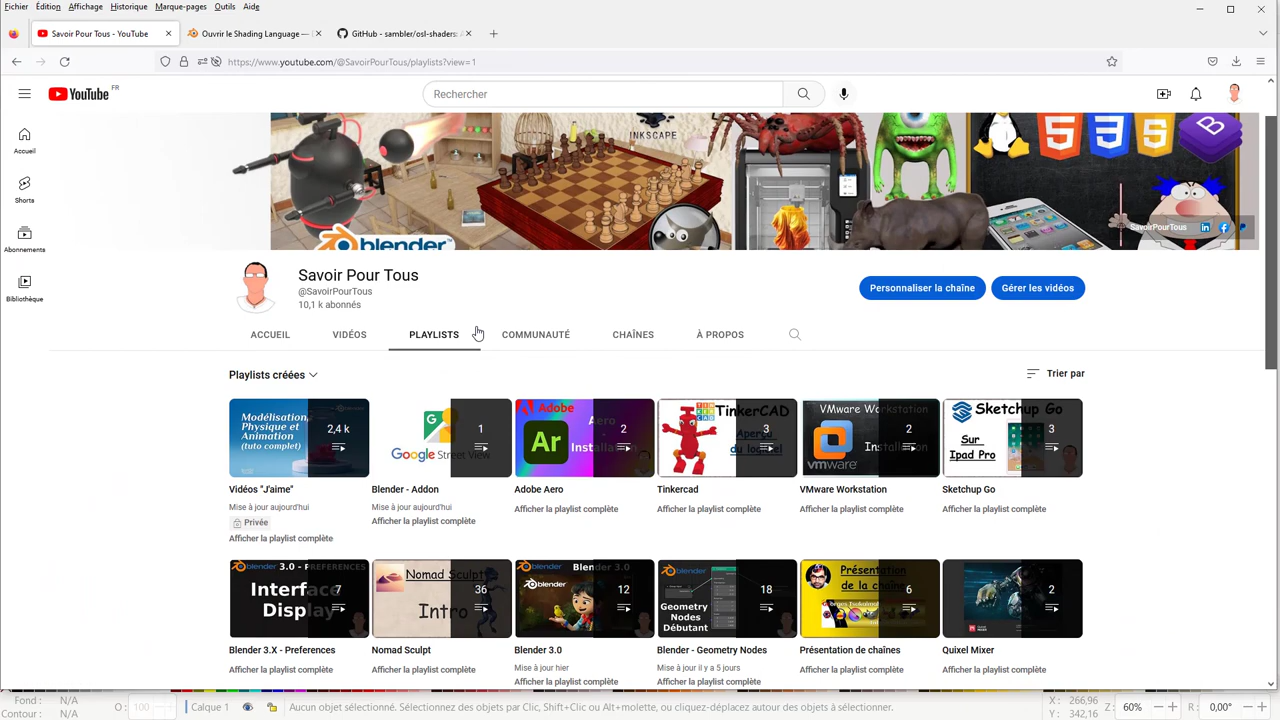 Fichier Édition Affichage Historique Marque-pages Outils Aide
Savoir Pour Tous - YouTube
Ouvrir le Shading Language —
GitHub - sambler/osl-shaders:
https://www.youtube.com/@SavoirPourTous/playlists?view=1
YouTube FR
Rechercher
Accueil
Shorts
Abonnements
Bibliothèque
INKSCAPE
blender
SavoirPourTous
Savoir Pour Tous
@SavoirPourTous
10,1 k abonnés
Personnaliser la chaîne
Gérer les vidéos
ACCUEIL VIDÉOS PLAYLISTS COMMUNAUTÉ CHAÎNES À PROPOS
Playlists créées
Trier par
Modélisation,
Physique et
Animation
(tuto complet)
2,4 k
Google Street View
1
Adobe
Aero
Ar
Installation
2
TinkerCAD
Aperçu
du logiciel
3
VMware Workstation
Installation
vmware
2
Sketchup Go
Sur
Ipad Pro
3
Vidéos "J'aime"
Mise à jour aujourd'hui
Privée
Afficher la playlist complète
Blender - Addon
Mise à jour aujourd'hui
Afficher la playlist complète
Adobe Aero
Afficher la playlist complète
Tinkercad
Afficher la playlist complète
VMware Workstation
Afficher la playlist complète
Sketchup Go
Afficher la playlist complète
blender 3.0 - PREFERENCES
Interface
Display
7
Nomad Sculpt
Intro
36
Blender 3.0
blender
12
blender
Geometry
Nodes
Débutant
18
Présentation
de la chaîne
6
2
Blender 3.X - Preferences
Afficher la playlist complète
Nomad Sculpt
Afficher la playlist complète
Blender 3.0
Mise à jour hier
Afficher la playlist complète
Blender - Geometry Nodes
Mise à jour il y a 5 jours
Afficher la playlist complète
Présentation de chaînes
Afficher la playlist complète
Quixel Mixer
Afficher la playlist complète
Fond : N/A
Contour : N/A
O : 100
Calque 1
Aucun objet sélectionné. Sélectionnez des objets par Clic, Shift+Clic ou Alt+molette, ou cliquez-déplacez autour des objets à sélectionner.
X : 266,96
Y : 342,16
Z : 60%
R : 0,00°